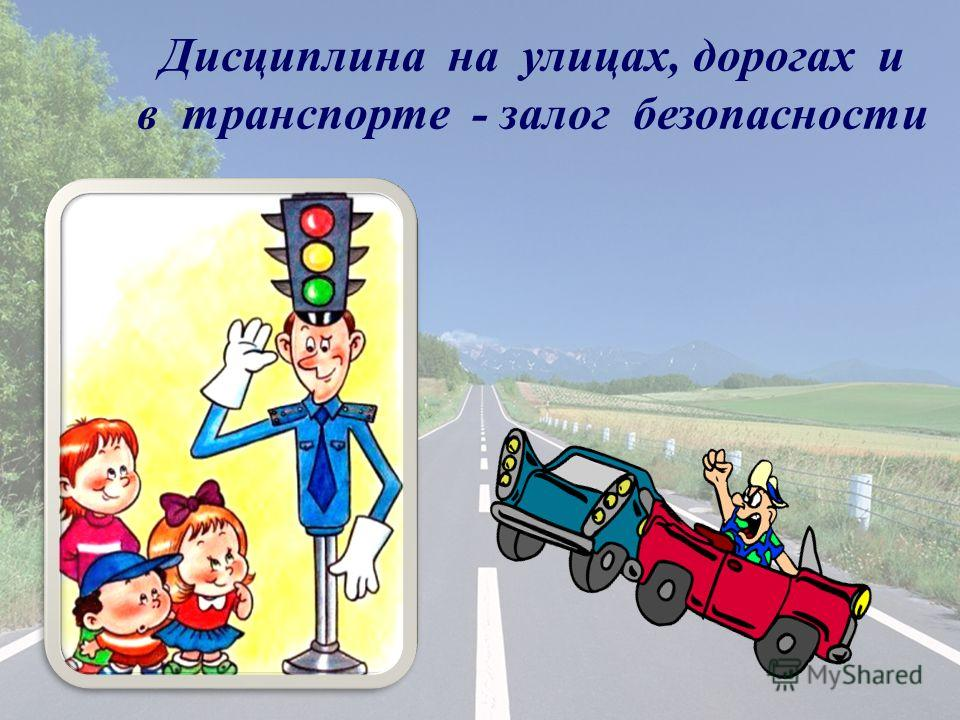 Дисциплина на улицах, дорогах и
в транспорте - залог безопасности
MyShared